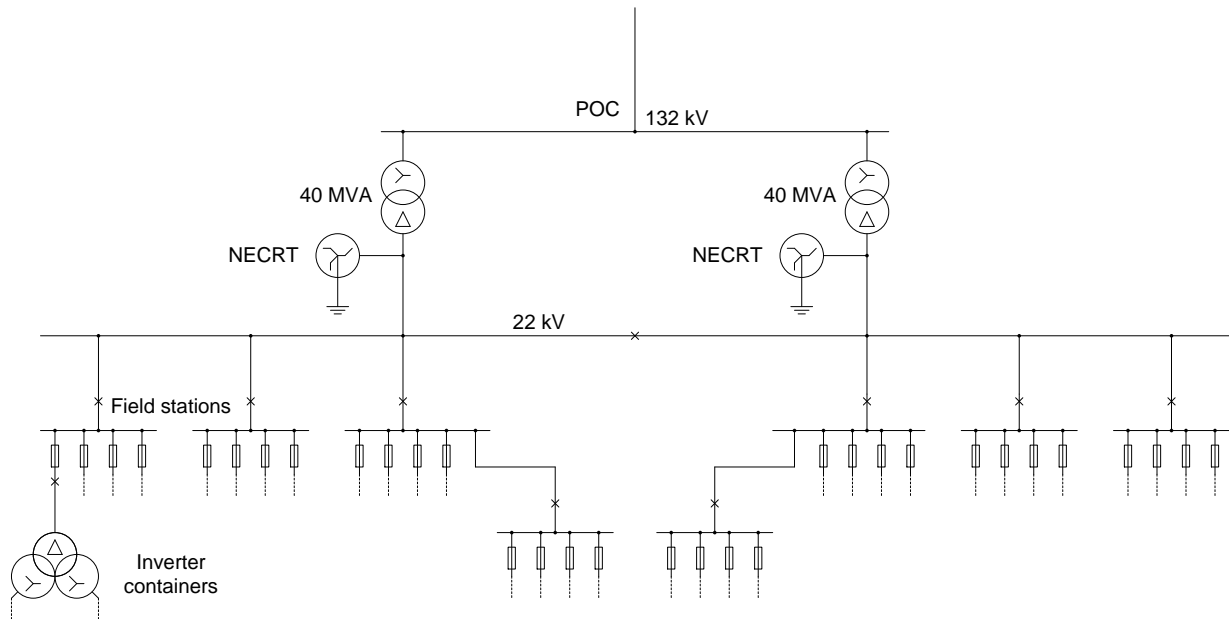 POC
132 kV
40 MVA
40 MVA
NECRT
NECRT
22 kV
Field stations
Inverter
containers